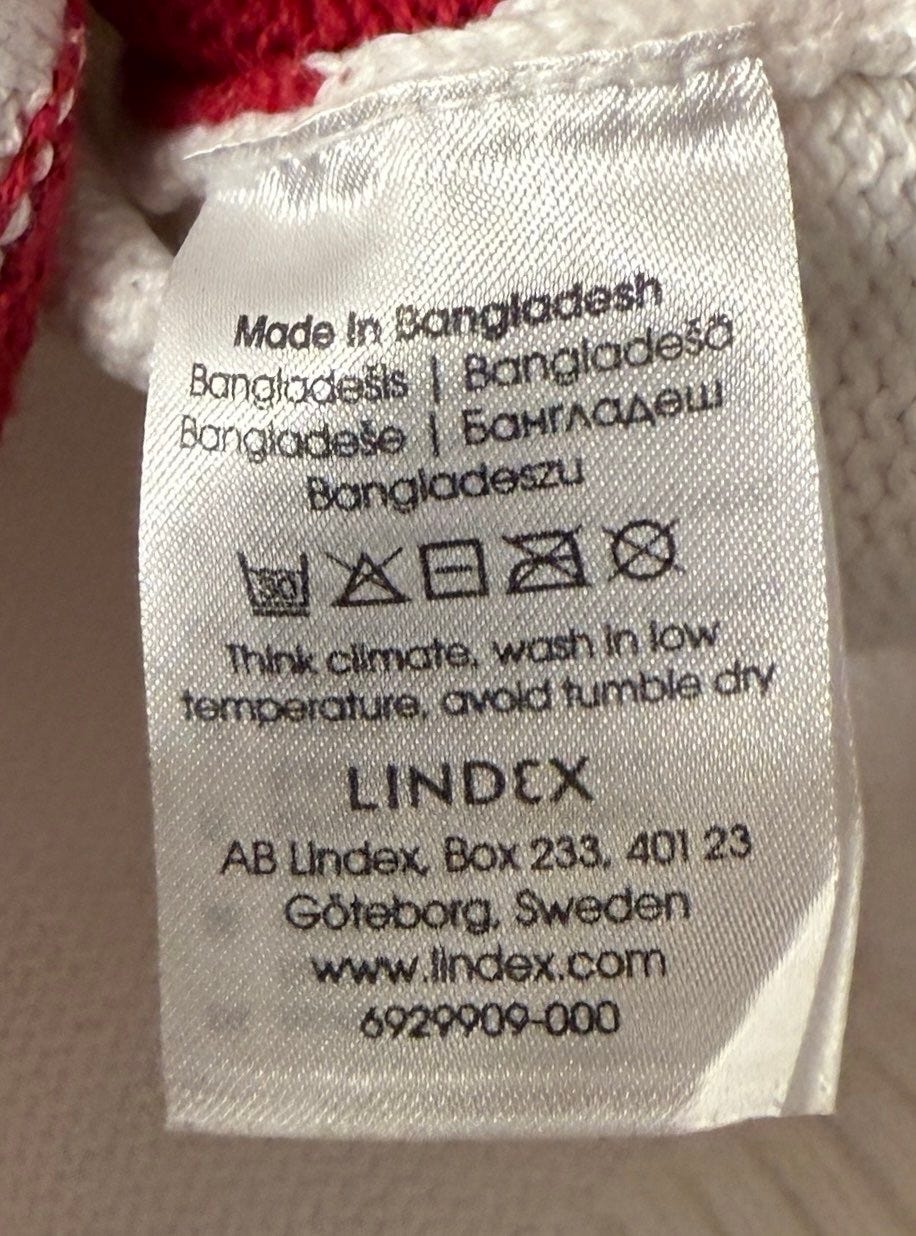 Made in Bangladesh
Bangladešis | Bangladešā
Bangladeše | Бангладеш
Bangladeszu
30
Think climate, wash in low
temperature, avoid tumble dry
LINDEX
AB Lindex, Box 233, 401 23
Göteborg, Sweden
www.lindex.com
6929909-000